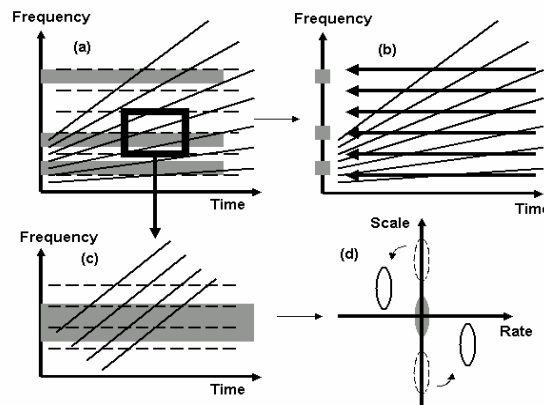 Frequency
(a)
Time
Frequency
(b)
Time
Frequency
(c)
Time
Scale
(d)
Rate